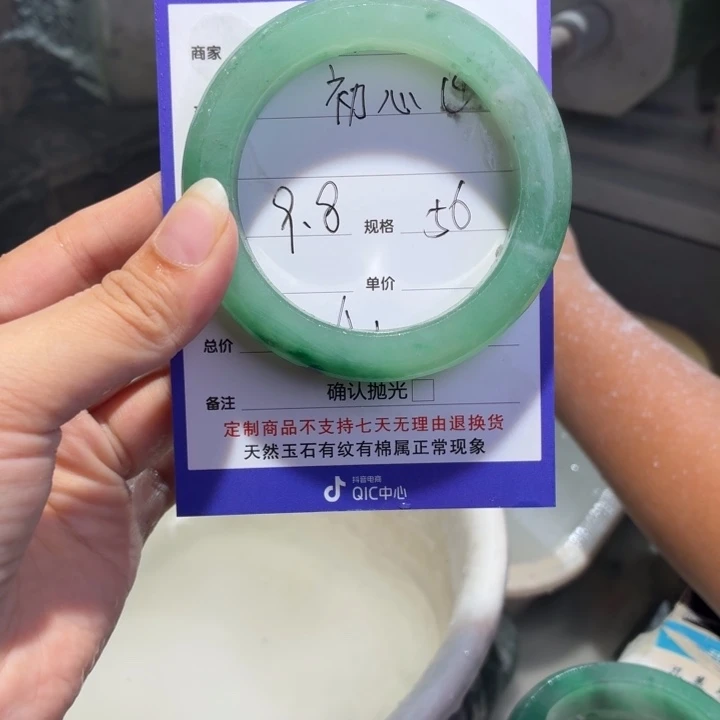 商家
初心
9.8 规格 56
单价
总价
确认抛光
备注
定制商品不支持七天无理由退换货
天然玉石有纹有棉属正常现象
抖音电商
QIC中心